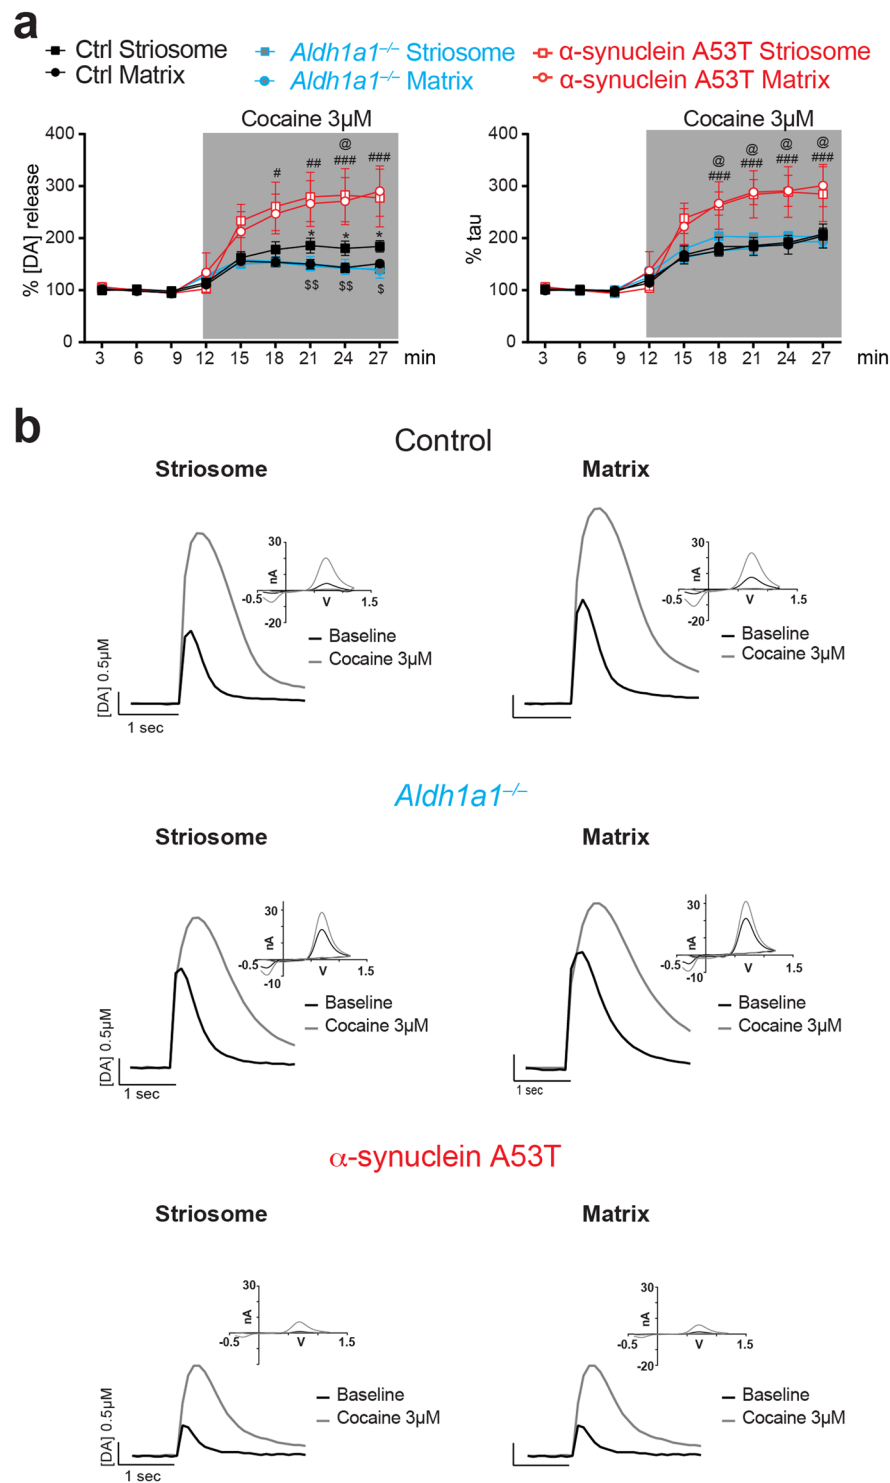 a
Ctrl Striosome
Ctrl Matrix
Aldh1a1–/– Striosome
Aldh1a1–/– Matrix
α-synuclein A53T Striosome
α-synuclein A53T Matrix
Cocaine 3μM
% [DA] release
400
300
200
100
0
# ## @ ### ###
* * *
$$ $$ $
3 6 9 12 15 18 21 24 27 min
Cocaine 3μM
% tau
400
300
200
100
0
@ @ @ @
### ### ### ###
3 6 9 12 15 18 21 24 27 min
b
Control
Striosome
30
nA
-0.5 V 1.5
-20
Baseline
Cocaine 3μM
[DA] 0.5μM
1 sec
Matrix
30
nA
-0.5 V 1.5
-20
Baseline
Cocaine 3μM
Aldh1a1–/–
Striosome
30
nA
-0.5 V 1.5
-10
Baseline
Cocaine 3μM
[DA] 0.5μM
1 sec
Matrix
30
nA
-0.5 V 1.5
-10
Baseline
Cocaine 3μM
1 sec
α-synuclein A53T
Striosome
30
nA
-0.5 V 1.5
Baseline
Cocaine 3μM
[DA] 0.5μM
1 sec
Matrix
30
nA
-0.5 V 1.5
-20
Baseline
Cocaine 3μM